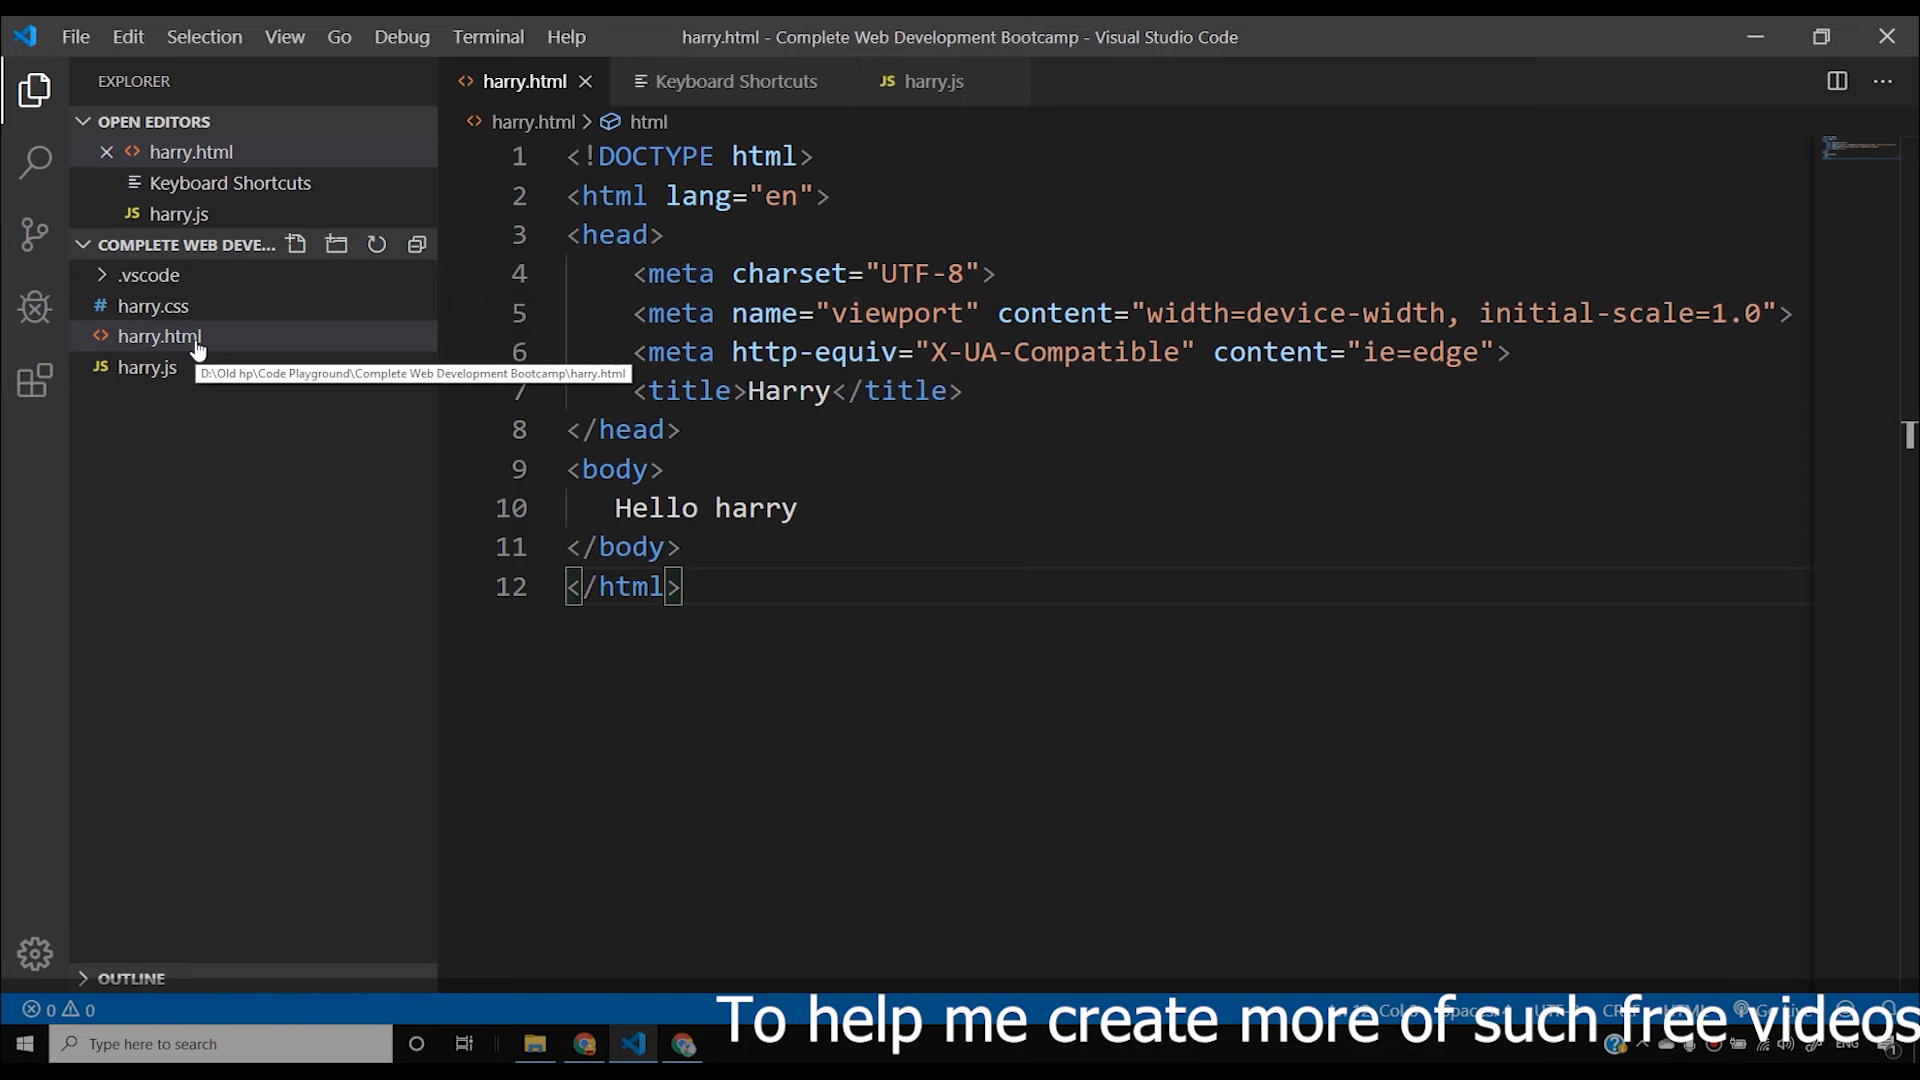 File Edit Selection View Go Debug Terminal Help
harry.html - Complete Web Development Bootcamp - Visual Studio Code
EXPLORER
OPEN EDITORS
harry.html
Keyboard Shortcuts
JS harry.js
COMPLETE WEB DEVE...
.vscode
# harry.css
harry.html
JS harry.js
D:\Old hp\Code Playground\Complete Web Development Bootcamp\harry.html
OUTLINE
harry.html Keyboard Shortcuts JS harry.js
harry.html > html
1 <!DOCTYPE html>
2 <html lang="en">
3 <head>
4 <meta charset="UTF-8">
5 <meta name="viewport" content="width=device-width, initial-scale=1.0">
6 <meta http-equiv="X-UA-Compatible" content="ie=edge">
7 <title>Harry</title>
8 </head>
9 <body>
10 Hello harry
11 </body>
12 </html>
0 0
To help me create more of such free videos
Type here to search